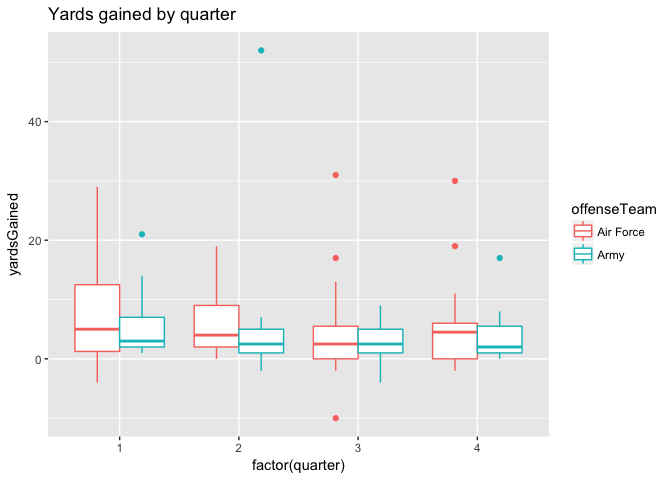 Yards gained by quarter
yardsGained
40
20
0
1 2 3 4
factor(quarter)
offenseTeam
Air Force
Army